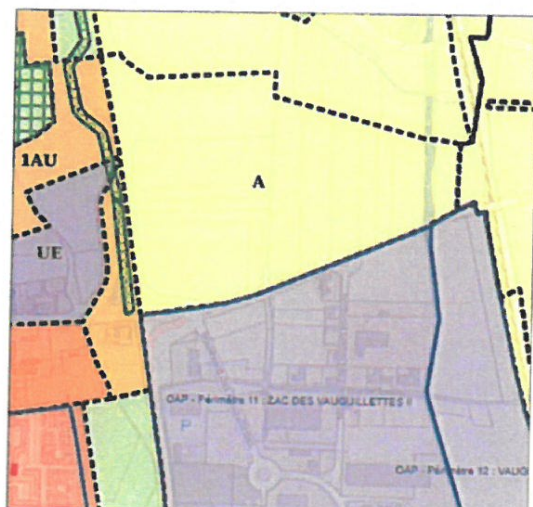 1AU
A
UE
OAP - Périmètre 11 : ZAC DES VAUGUILLETTES II
P
OAP - Périmètre 12 : VAUG